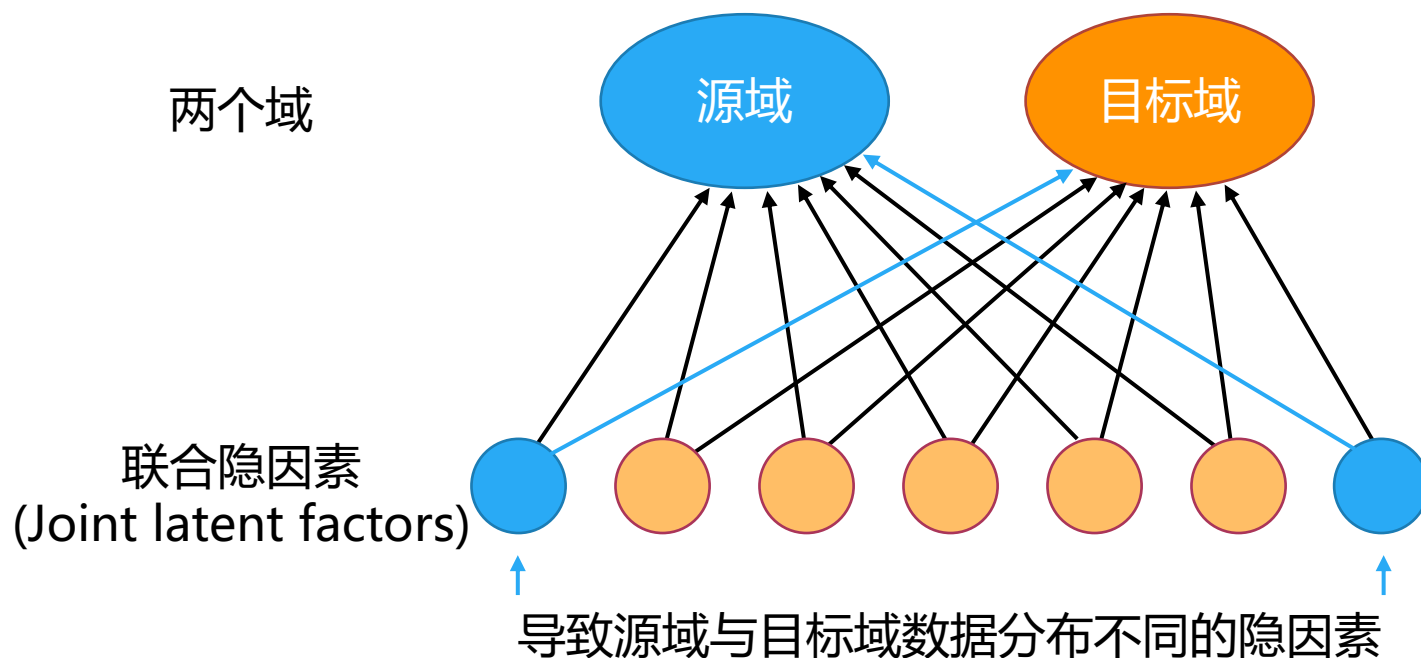 两个域
源域
目标域
联合隐因素
(Joint latent factors)
导致源域与目标域数据分布不同的隐因素